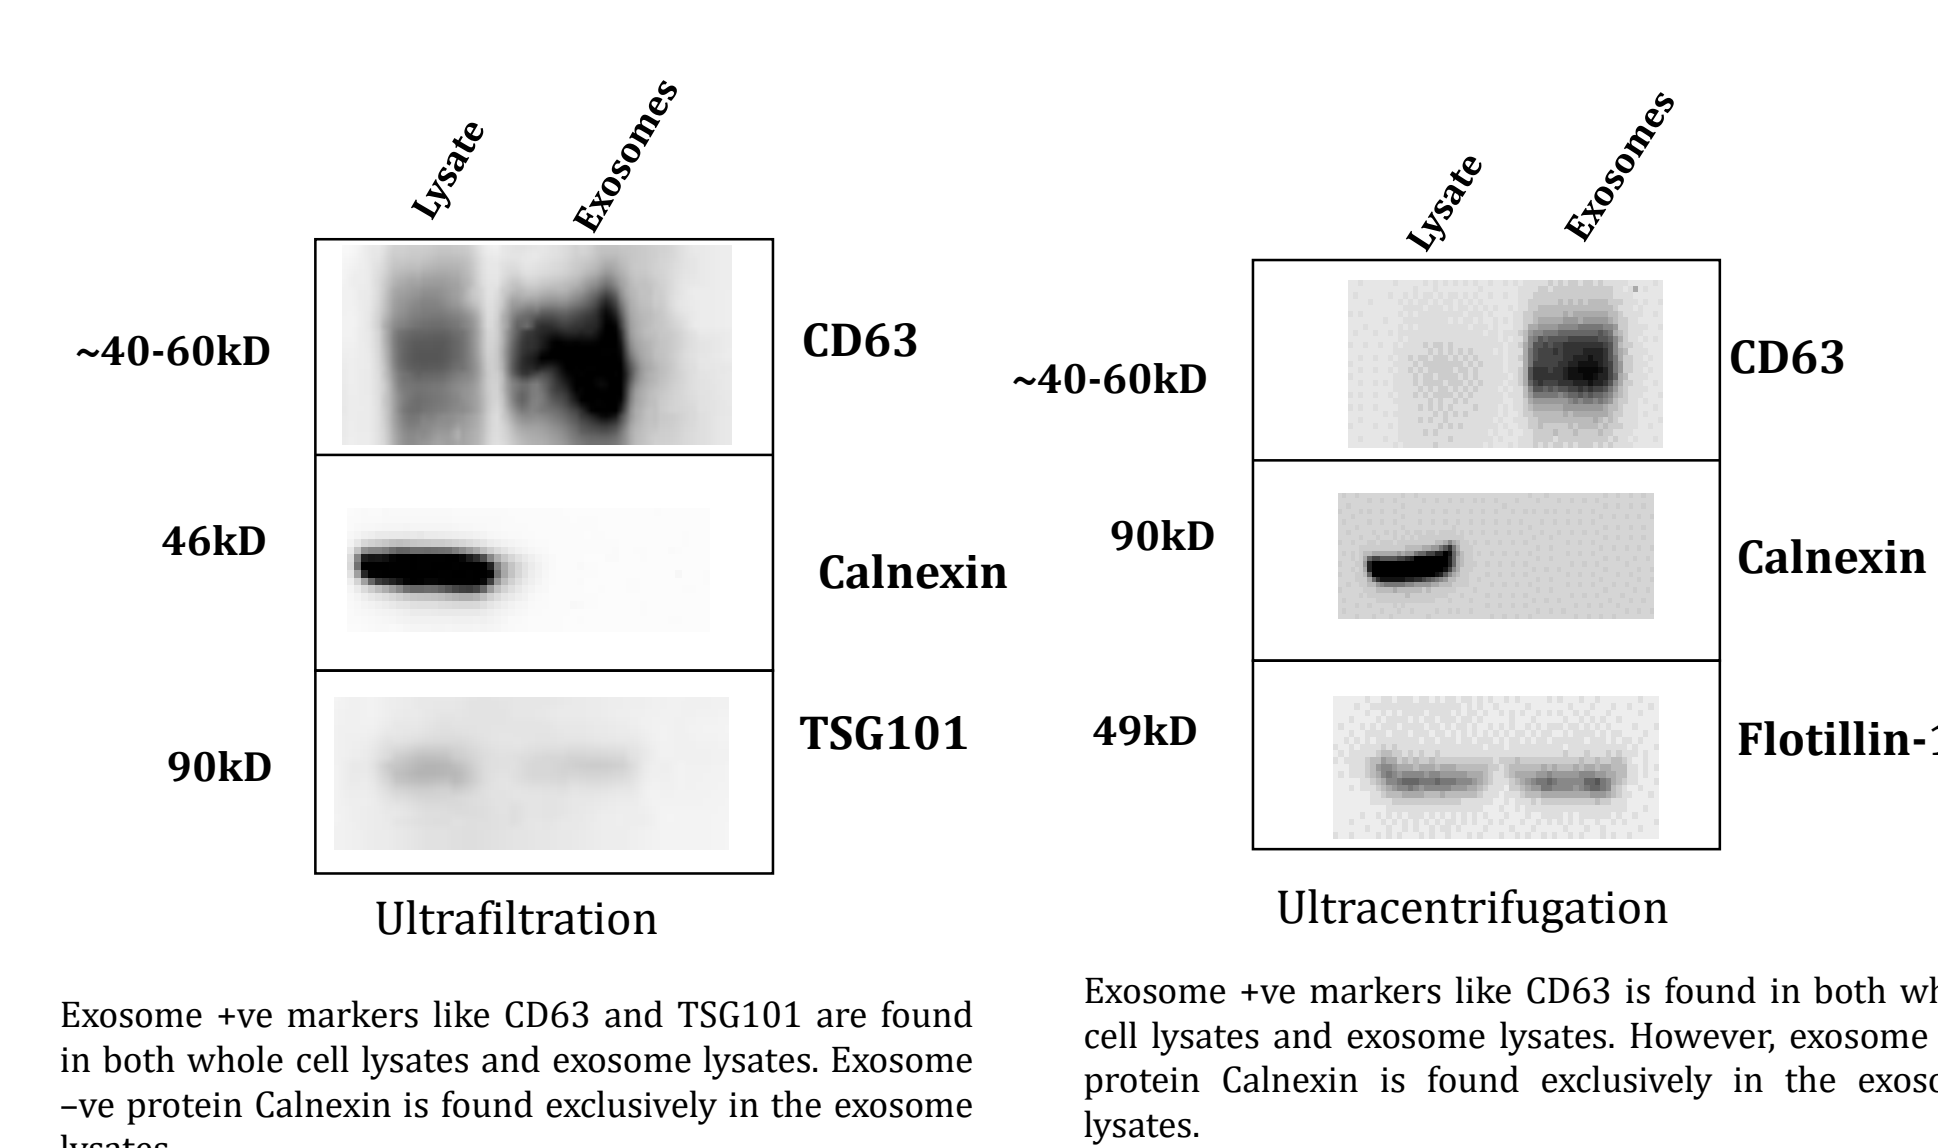 Lysate
Exosomes
~40-60kD
CD63
46kD
Calnexin
90kD
TSG101
Ultrafiltration
Exosome +ve markers like CD63 and TSG101 are found
in both whole cell lysates and exosome lysates. Exosome
–ve protein Calnexin is found exclusively in the exosome
lysates.
Lysate
Exosomes
~40-60kD
CD63
90kD
Calnexin
49kD
Flotillin-1
Ultracentrifugation
Exosome +ve markers like CD63 is found in both
cell lysates and exosome lysates. However, exosome
protein Calnexin is found exclusively in the
lysates.